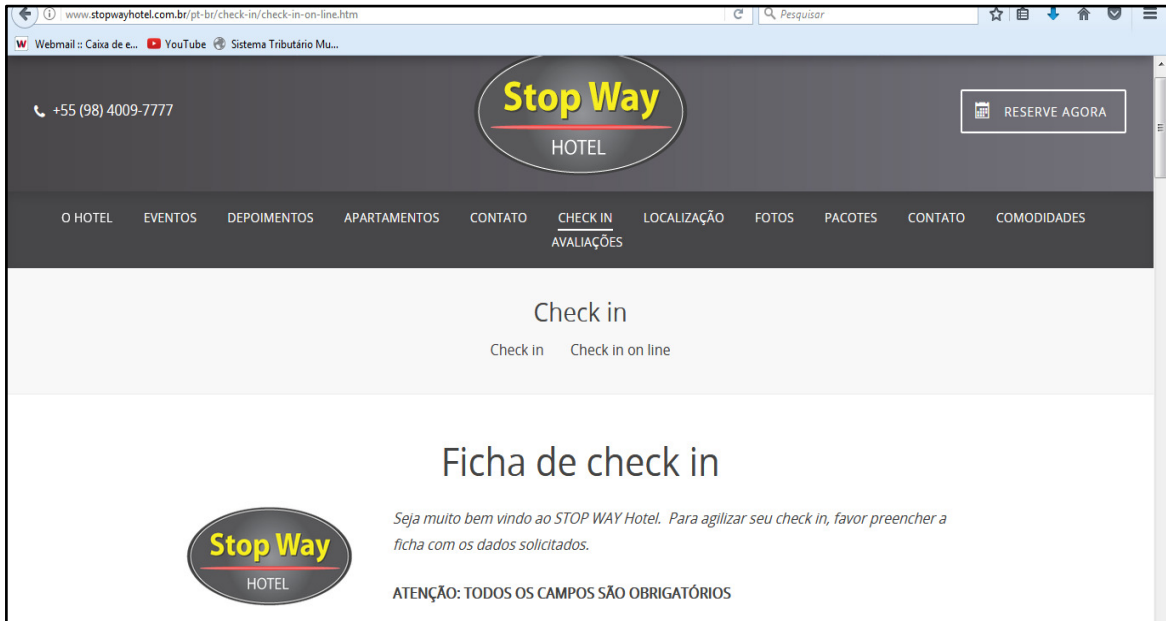 www.stopwayhotel.com.br/pt-br/check-in/check-in-on-line.htm
Pesquisar
W Webmail :: Caixa de e... YouTube Sistema Tributário Mu...
+55 (98) 4009-7777
Stop Way
HOTEL
RESERVE AGORA
O HOTEL EVENTOS DEPOIMENTOS APARTAMENTOS CONTATO CHECK IN LOCALIZAÇÃO FOTOS PACOTES CONTATO COMODIDADES
AVALIAÇÕES
Check in
Check in Check in on line
Ficha de check in
Stop Way
HOTEL
Seja muito bem vindo ao STOP WAY Hotel. Para agilizar seu check in, favor preencher a
ficha com os dados solicitados.
ATENÇÃO: TODOS OS CAMPOS SÃO OBRIGATÓRIOS